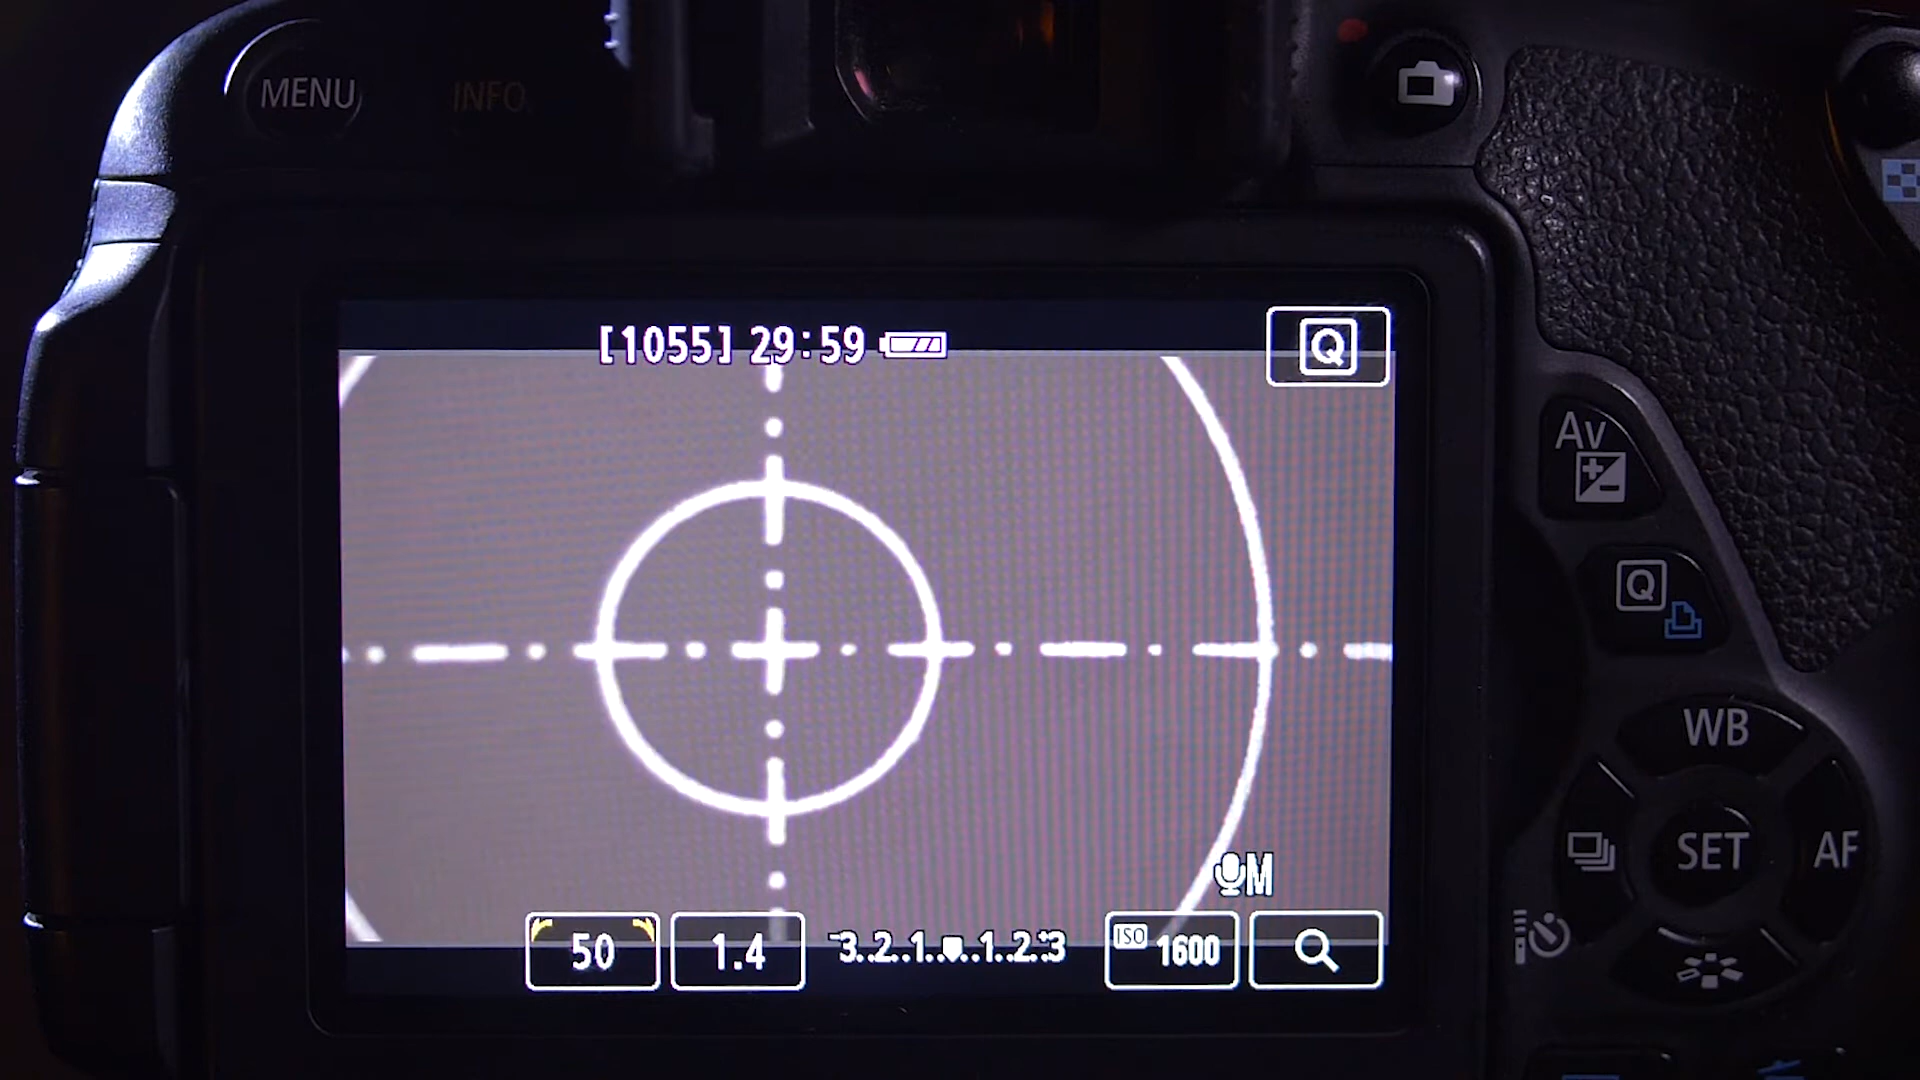 MENU INFO
[1055] 29:59
Q
Av
Q
WB
SET
AF
M
50
1.4
-3..2..1..0..1..2..+3
ISO 1600